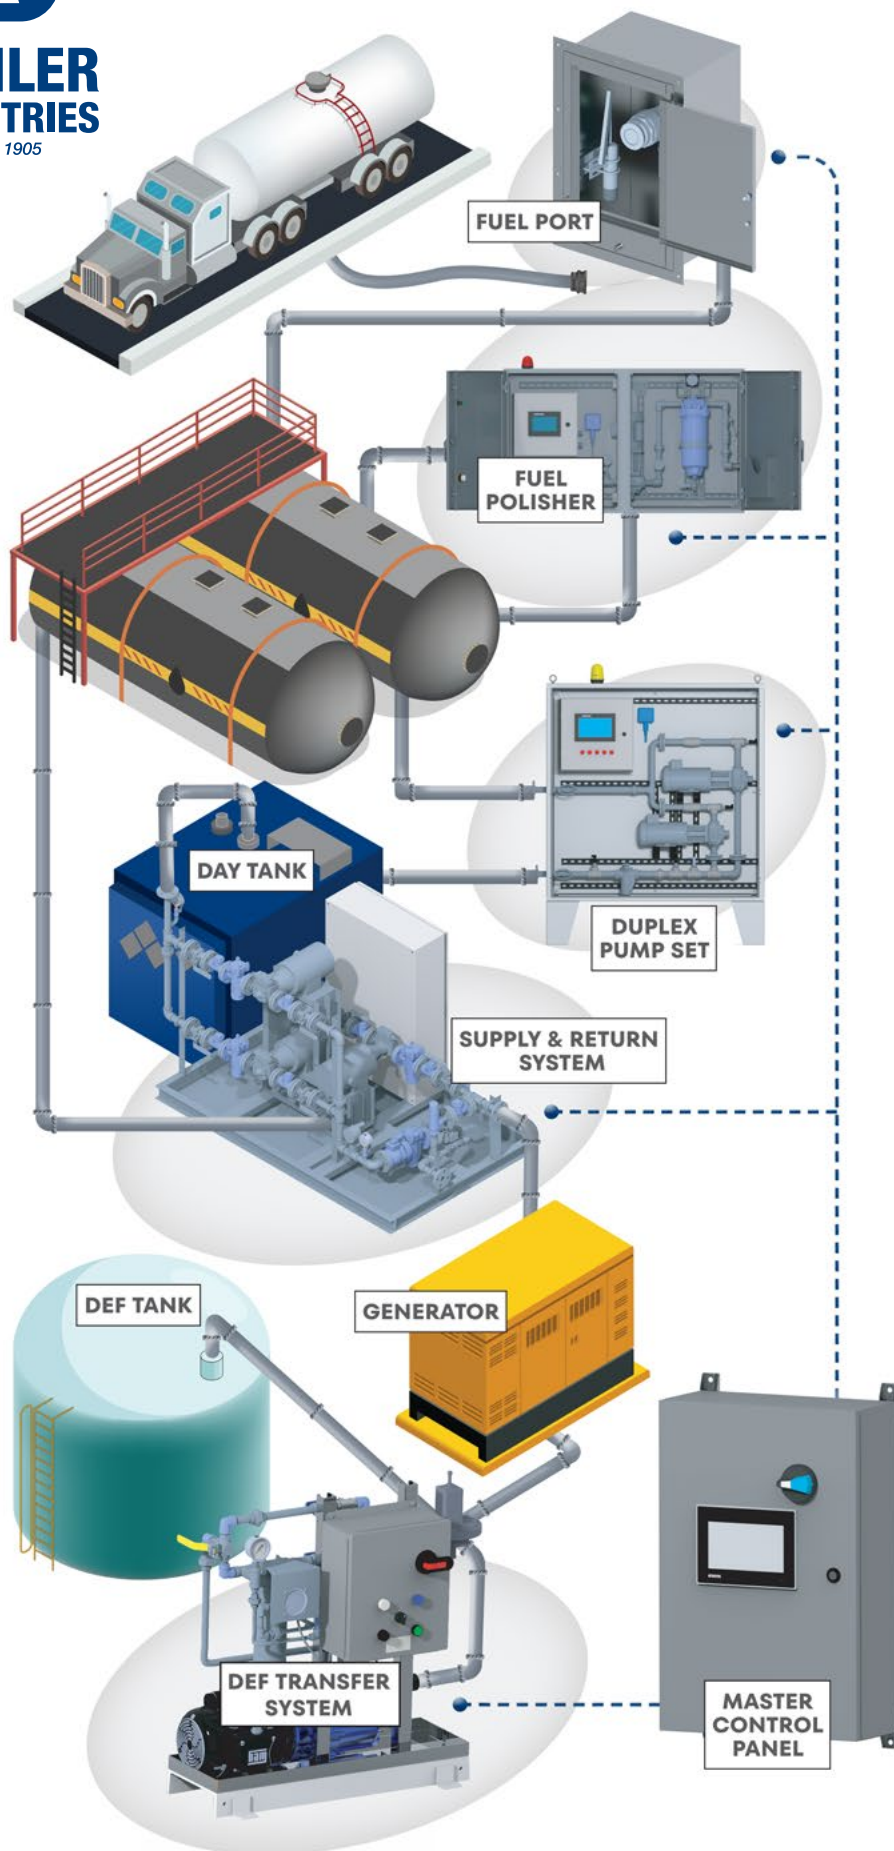 TRIES
1905
FUEL PORT
FUEL
POLISHER
DAY TANK
DUPLEX
PUMP SET
SUPPLY & RETURN
SYSTEM
DEF TANK
GENERATOR
DEF TRANSFER
SYSTEM
MASTER
CONTROL
PANEL